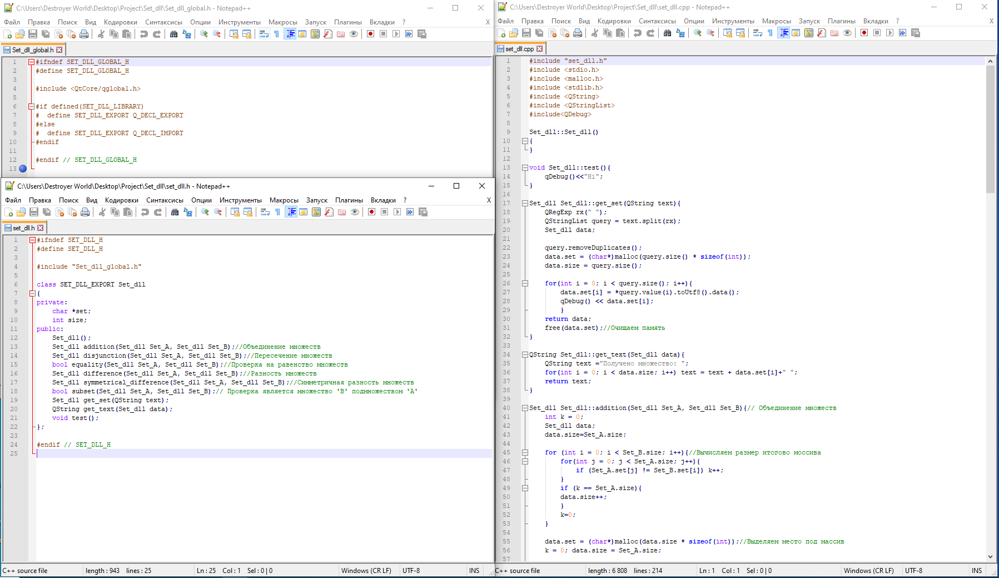 C:\Users\Destroyer World\Desktop\Project\Set_dll\Set_dll_global.h - Notepad++
Файл Правка Поиск Вид Кодировки Синтаксисы Опции Инструменты Макросы Запуск Плагины Вкладки ? X
Set_dll_global.h
1 #ifndef SET_DLL_GLOBAL_H
2 #define SET_DLL_GLOBAL_H
3
4 #include <QtCore/qglobal.h>
5
6 #if defined(SET_DLL_LIBRARY)
7 #  define SET_DLL_EXPORT Q_DECL_EXPORT
8 #else
9 #  define SET_DLL_EXPORT Q_DECL_IMPORT
10 #endif
11
12 #endif // SET_DLL_GLOBAL_H
13
C:\Users\Destroyer World\Desktop\Project\Set_dll\set_dll.h - Notepad++
Файл Правка Поиск Вид Кодировки Синтаксисы Опции Инструменты Макросы Запуск Плагины Вкладки ? X
set_dll.h
1 #ifndef SET_DLL_H
2 #define SET_DLL_H
3
4 #include "Set_dll_global.h"
5
6 class SET_DLL_EXPORT Set_dll
7 {
8 private:
9     char *set;
10     int size;
11 public:
12     Set_dll();
13     Set_dll addition(Set_dll Set_A, Set_dll Set_B);//Объединение множеств
14     Set_dll disjunction(Set_dll Set_A, Set_dll Set_B);//Пересечение множеств
15     bool equality(Set_dll Set_A, Set_dll Set_B);//Проверка на равенство множеств
16     Set_dll difference(Set_dll Set_A, Set_dll Set_B);//Разность множеств
17     Set_dll symmetrical_difference(Set_dll Set_A, Set_dll Set_B);//Симметричная разность множеств
18     bool subset(Set_dll Set_A, Set_dll Set_B);// Проверка является множество 'B' подмножеством 'A'
19     Set_dll get_set(QString text);
20     QString get_text(Set_dll data);
21     void test();
22 };
23
24 #endif // SET_DLL_H
25
C++ source file length : 943 lines : 25 Ln : 25 Col : 1 Sel : 0 | 0 Windows (CR LF) UTF-8 INS
C:\Users\Destroyer World\Desktop\Project\Set_dll\set_dll.cpp - Notepad++
Файл Правка Поиск Вид Кодировки Синтаксисы Опции Инструменты Макросы Запуск Плагины Вкладки ? X
set_dll.cpp
1 #include "set_dll.h"
2 #include <stdio.h>
3 #include <malloc.h>
4 #include <stdlib.h>
5 #include <QString>
6 #include <QStringList>
7 #include<QDebug>
8
9 Set_dll::Set_dll()
10 {
11 }
12
13 void Set_dll::test(){
14     qDebug()<<"Hi";
15 }
16
17 Set_dll Set_dll::get_set(QString text){
18     QRegExp rx(" ");
19     QStringList query = text.split(rx);
20     Set_dll data;
21
22     query.removeDuplicates();
23     data.set = (char*)malloc(query.size() * sizeof(int));
24     data.size = query.size();
25
26     for(int i = 0; i < query.size(); i++){
27         data.set[i] = *query.value(i).toUtf8().data();
28         qDebug() << data.set[i];
29         }
30     return data;
31     free(data.set);//Очищаем память
32 }
33
34 QString Set_dll::get_text(Set_dll data){
35     QString text ="Получено множество: ";
36     for(int i = 0; i < data.size; i++) text = text + data.set[i]+" ";
37     return text;
38 }
39
40 Set_dll Set_dll::addition(Set_dll Set_A, Set_dll Set_B){// Объединение множеств
41     int k = 0;
42     Set_dll data;
43     data.size=Set_A.size;
44
45     for (int i = 0; i < Set_B.size; i++){//Вычисляем размер итогово моссива
46         for(int j = 0; j < Set_A.size; j++){
47             if (Set_A.set[j] != Set_B.set[i]) k++;
48         }
49         if (k == Set_A.size){
50         data.size++;
51         }
52         k=0;
53     }
54
55     data.set = (char*)malloc(data.size * sizeof(int));//Выделяем место под массив
56     k = 0; data.size = Set_A.size;
57
C++ source file length : 6 808 lines : 214 Ln : 1 Col : 1 Sel : 0 | 0 Windows (CR LF) UTF-8 INS